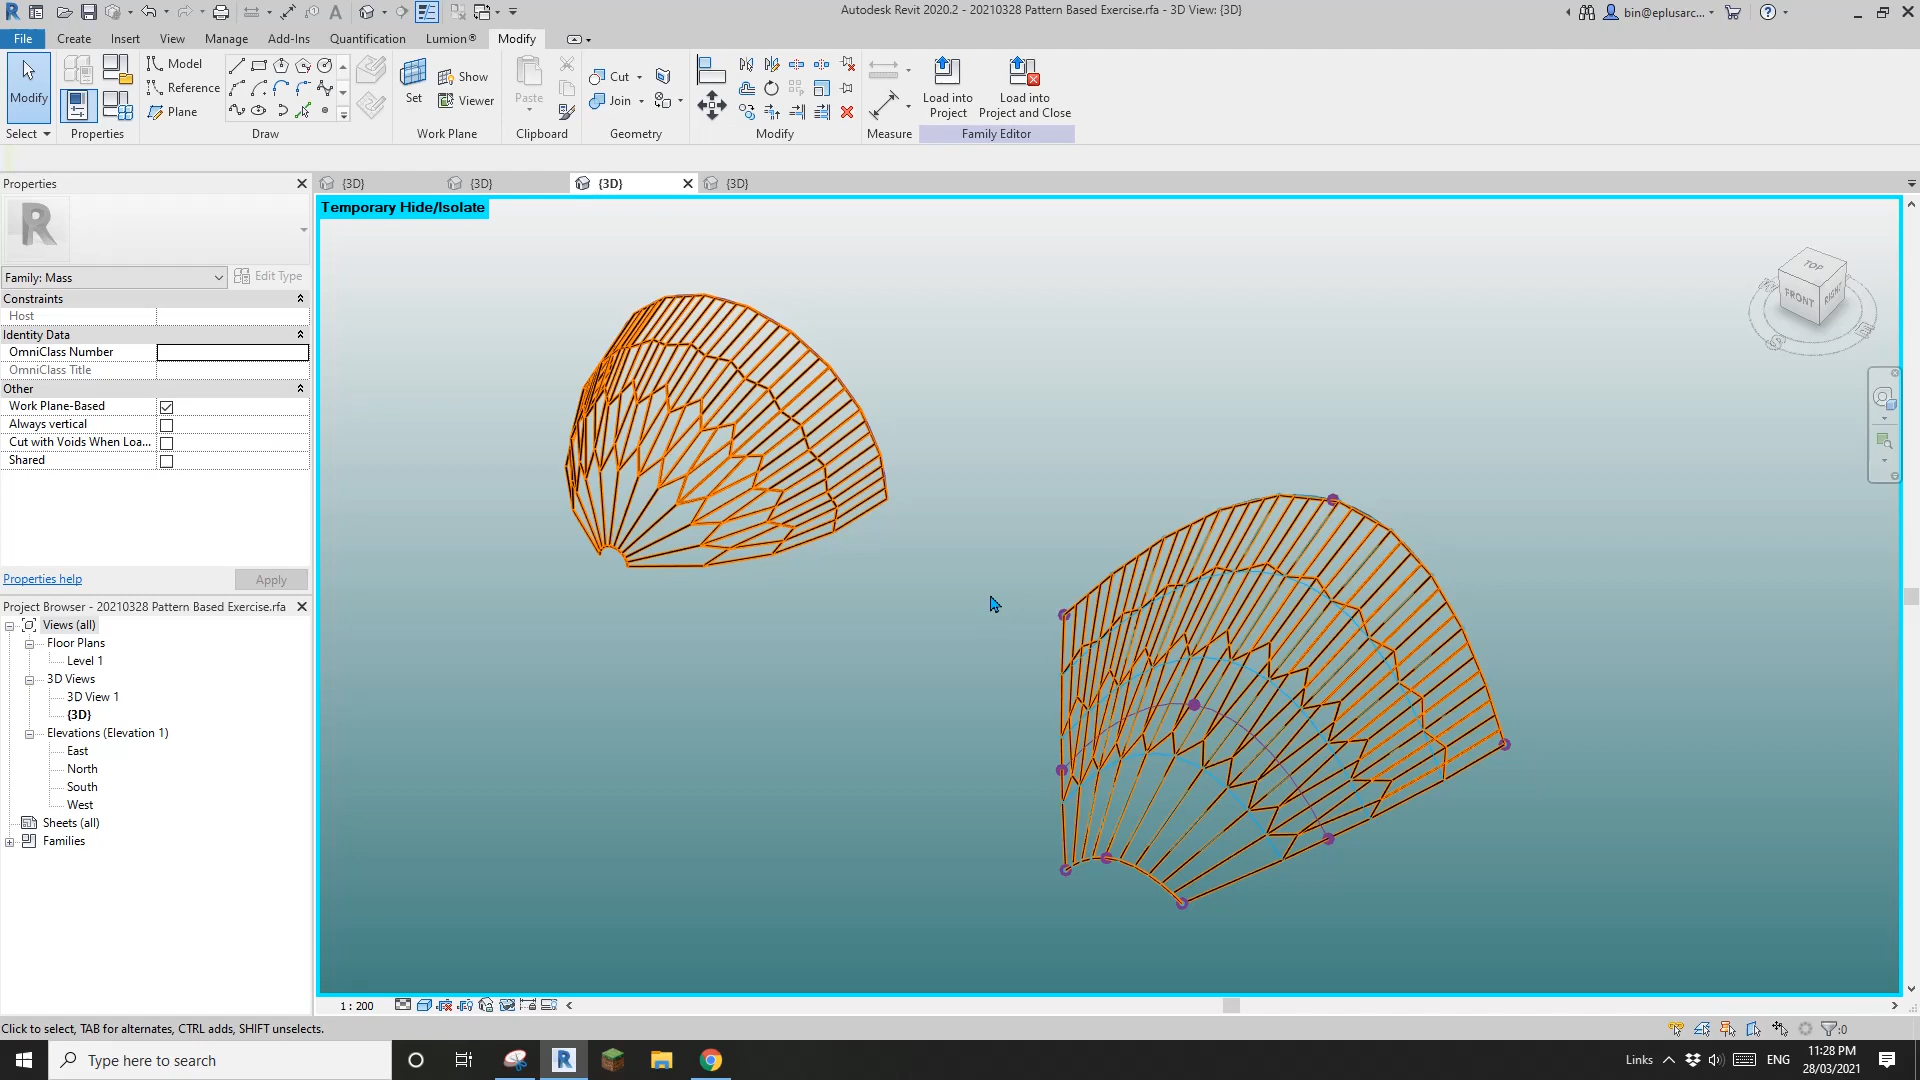 Autodesk Revit 2020.2 - 20210328 Pattern Based Exercise.rfa - 3D View: {3D}
bin@eplusarc...
File Create Insert View Manage Add-Ins Quantification Lumion® Modify
Modify
Select
Properties
Model
Reference
Plane
Draw
Set
Show
Viewer
Work Plane
Paste
Clipboard
Cut
Join
Geometry
Modify
Measure
Load into
Project
Load into
Project and Close
Family Editor
Properties
{3D} {3D} {3D} {3D}
Temporary Hide/Isolate
Family: Mass
Edit Type
Constraints
Host
Identity Data
OmniClass Number
OmniClass Title
Other
Work Plane-Based
Always vertical
Cut with Voids When Loa...
Shared
Properties help
Apply
Project Browser - 20210328 Pattern Based Exercise.rfa
Views (all)
Floor Plans
Level 1
3D Views
3D View 1
{3D}
Elevations (Elevation 1)
East
North
South
West
Sheets (all)
Families
TOP
FRONT
RIGHT
W
S
E
1 : 200
Click to select, TAB for alternates, CTRL adds, SHIFT unselects.
:0
Type here to search
Links
ENG
11:28 PM
28/03/2021